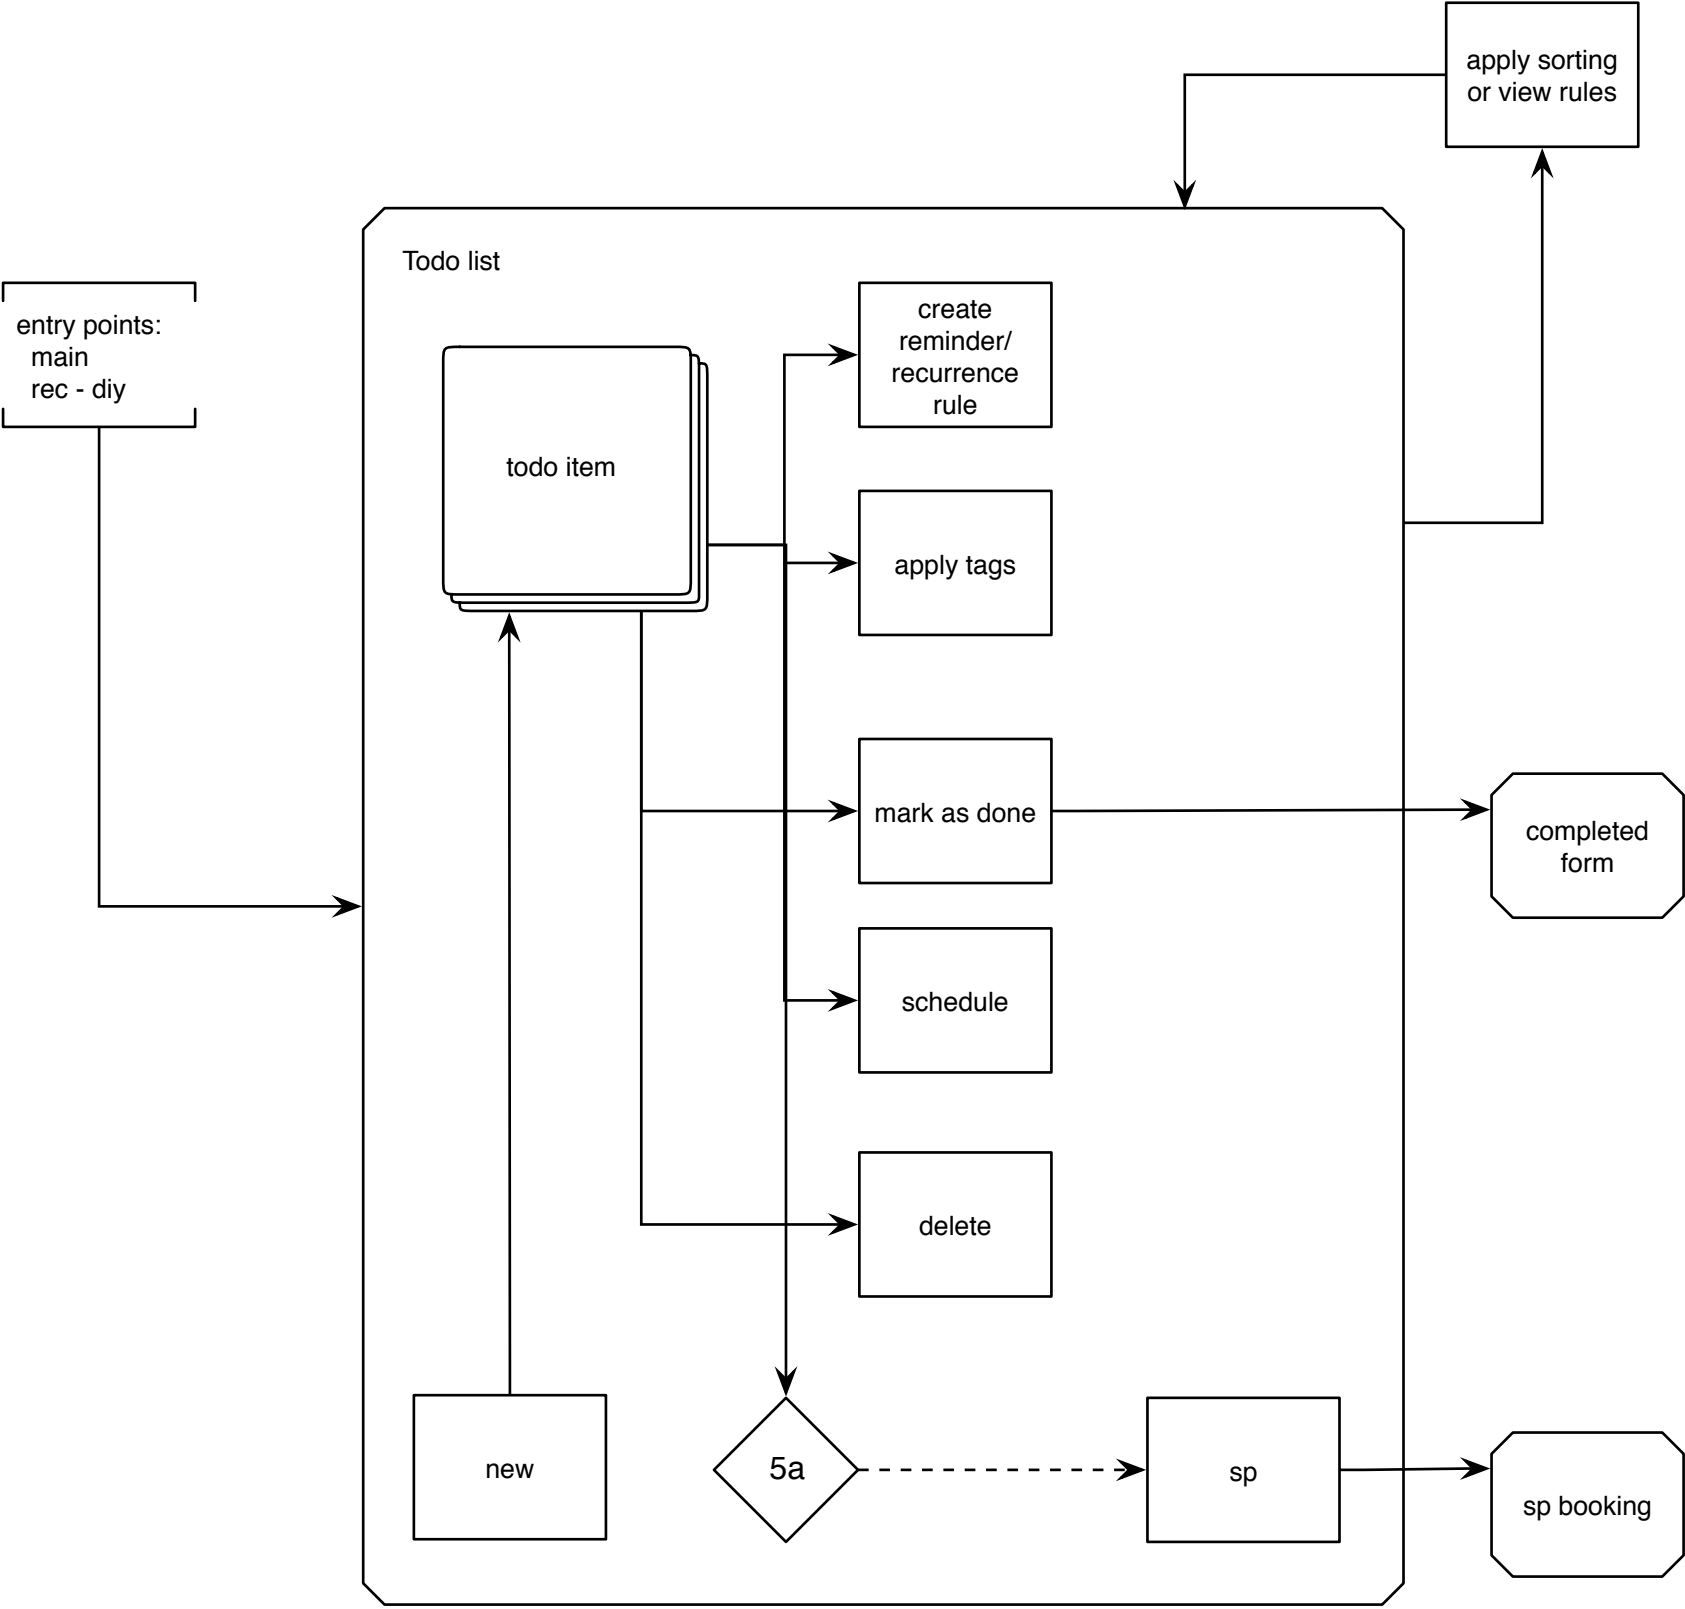 apply sorting
or view rules
Todo list
entry points:
main
rec - diy
create
reminder/
recurrence
rule
todo item
apply tags
mark as done
completed
form
schedule
delete
new
5a
sp
sp booking